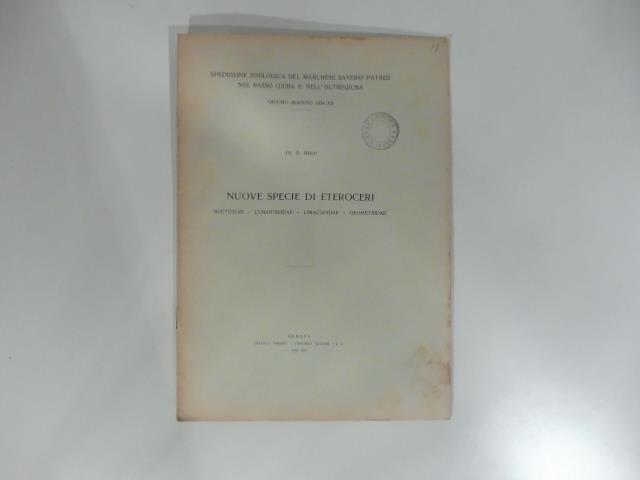 SPEDIZIONE ZOOLOGICA DEL MARCHESE SAVERIO PATRIZI
NEL BASSO GIUBA E NELL'OLTREGIUBA
GIUGNO-AGOSTO 1934 XII
NUOVE SPECIE DI ETEROCERI
NOCTUIDAE - LYMANTRIIDAE - LIMACODIDAE - GEOMETRIDAE
GENOVA